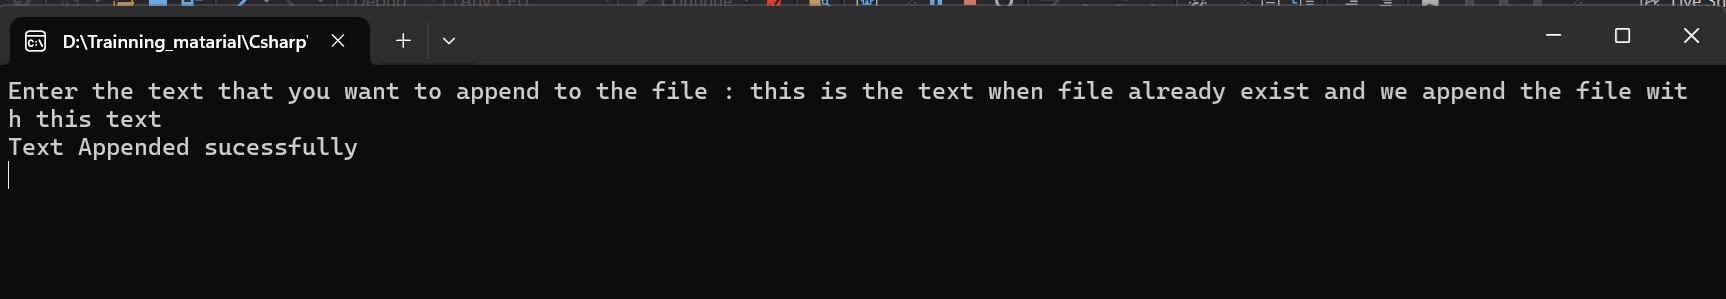 D:\Trainning_matarial\Csharp\
Enter the text that you want to append to the file : this is the text when file already exist and we append the file wit
h this text
Text Appended sucessfully